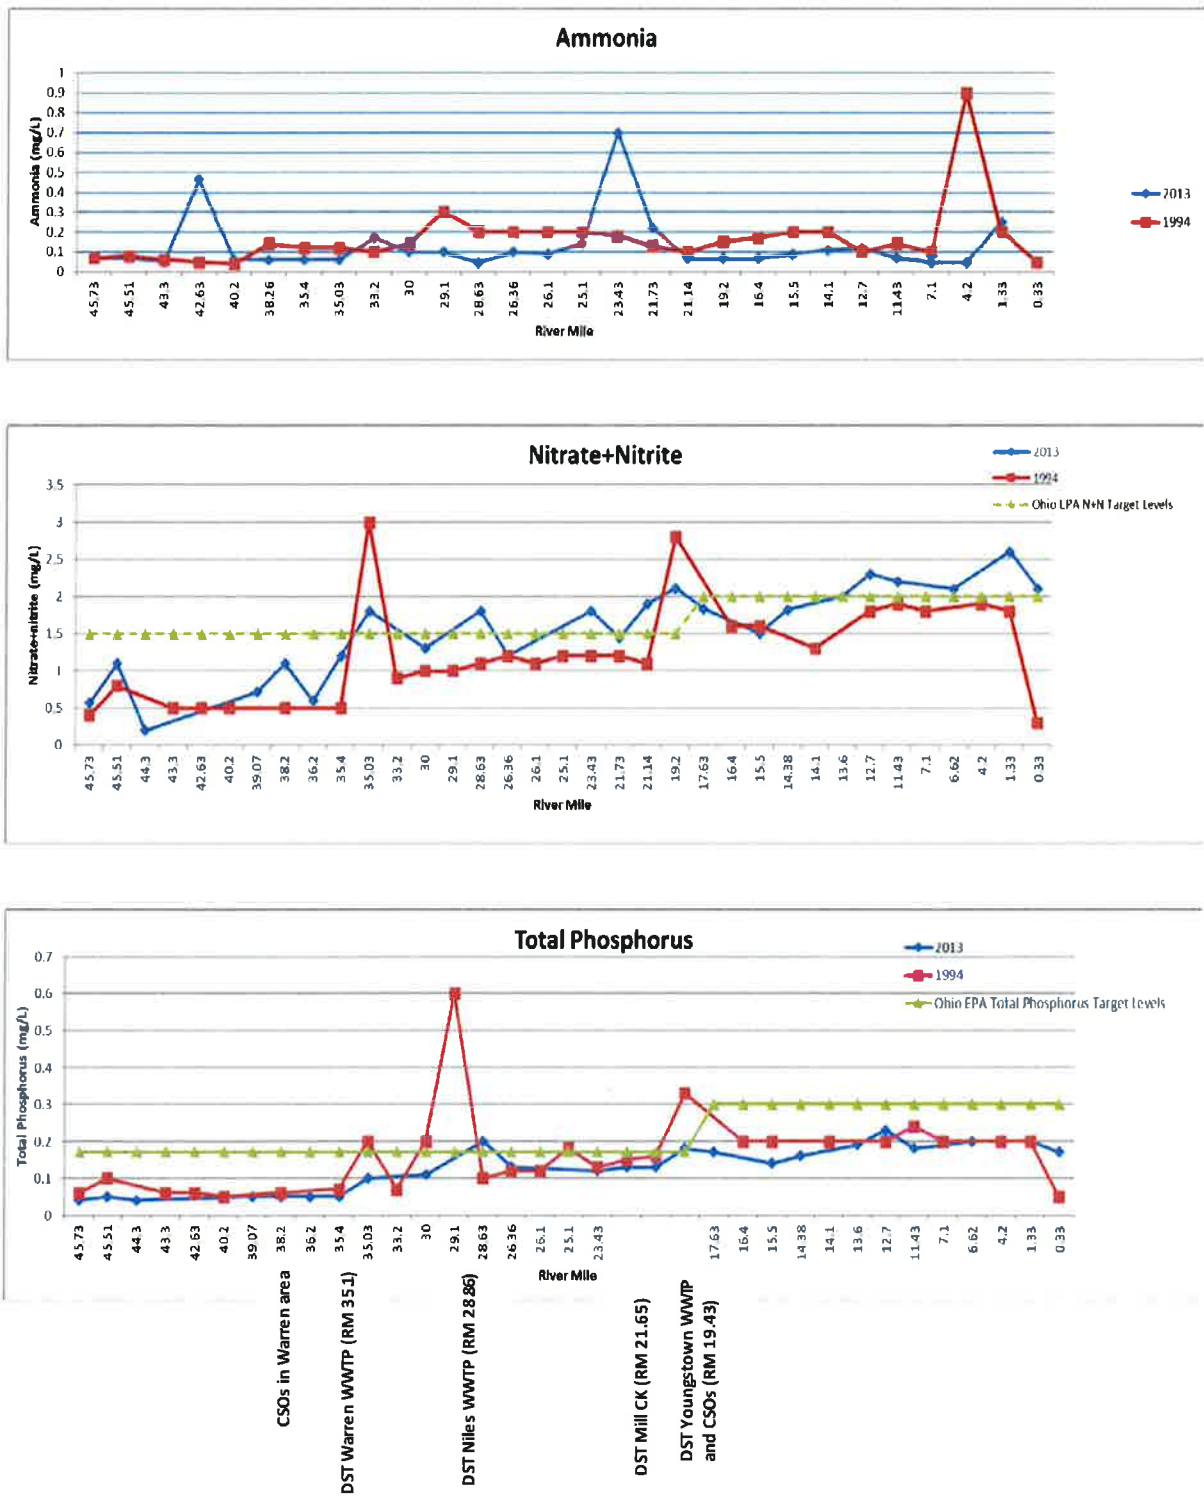 Ammonia
Ammonia (mg/L)
1
0.9
0.8
0.7
0.6
0.5
0.4
0.3
0.2
0.1
0
45.73 45.51 43.3 42.63 40.2 38.26 35.4 35.03 33.2 30 29.1 28.63 26.36 26.1 25.1 23.43 21.73 21.14 19.2 16.4 15.5 14.1 12.7 11.43 7.1 4.2 1.33 0.33
River Mile
2013
1994
Nitrate+Nitrite
Nitrate+nitrite (mg/L)
3.5
3
2.5
2
1.5
1
0.5
0
45.73 45.51 44.3 43.3 42.63 40.2 39.07 38.2 36.2 35.4 35.03 33.2 30 29.1 28.63 26.36 26.1 25.1 23.43 21.73 21.14 19.2 17.63 16.4 15.5 14.38 14.1 13.6 12.7 11.43 7.1 6.62 4.2 1.33 0.33
River Mile
2013
1994
Ohio EPA N+N Target Levels
Total Phosphorus
Total Phosphorus (mg/L)
0.7
0.6
0.5
0.4
0.3
0.2
0.1
0
45.73 45.51 44.3 43.3 42.63 40.2 39.07 38.2 36.2 35.4 35.03 33.2 30 29.1 28.63 26.36 26.1 25.1 23.43 17.63 16.4 15.5 14.38 14.1 13.6 12.7 11.43 7.1 6.62 4.2 1.33 0.33
River Mile
2013
1994
Ohio EPA Total Phosphorus Target Levels
CSOs in Warren area
DST Warren WWTP (RM 35.1)
DST Niles WWTP (RM 28.86)
DST Mill CK (RM 21.65)
DST Youngstown WWTP
and CSOs (RM 19.43)